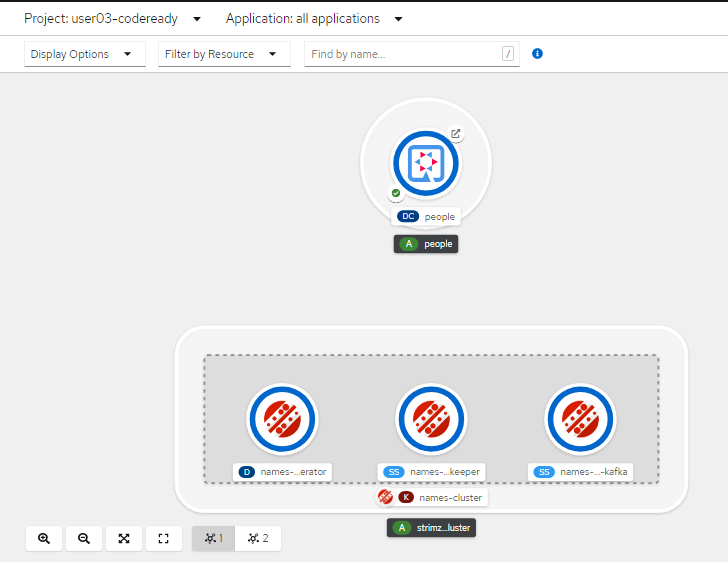 Project: user03-codeready Application: all applications
Display Options Filter by Resource Find by name... /
DC people
A people
D names-...erator SS names-...keeper SS names-...-kafka
K names-cluster
A strimz...luster
1 2